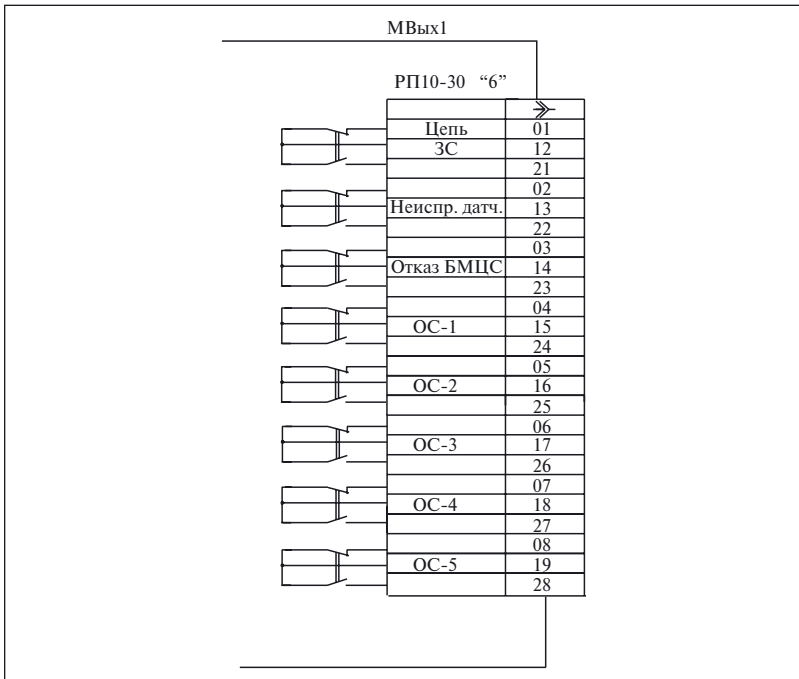 МВых1
РП10-30 “6”
Цепь 01
ЗС 12
21
02
Неиспр. датч. 13
22
03
Отказ БМЦС 14
23
04
ОС-1 15
24
05
ОС-2 16
25
06
ОС-3 17
26
07
ОС-4 18
27
08
ОС-5 19
28